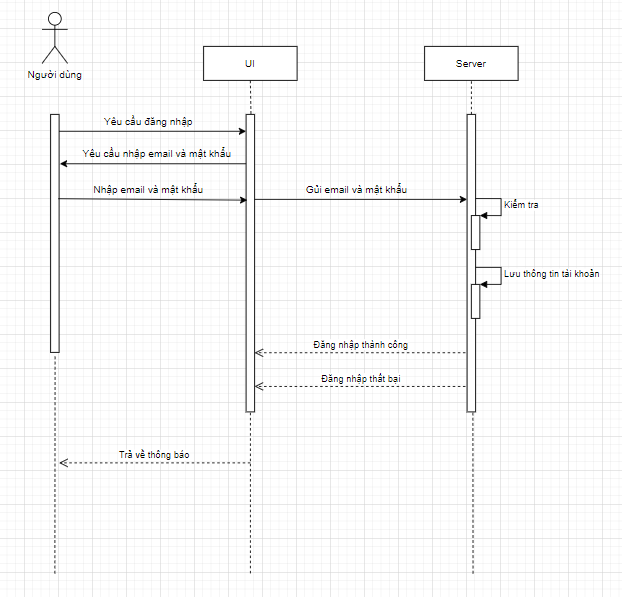 Người dùng
UI
Server
Yêu cầu đăng nhập
Yêu cầu nhập email và mật khẩu
Nhập email và mật khẩu
Gủi email và mật khẩu
Kiểm tra
Lưu thông tin tài khoản
Đăng nhập thành công
Đăng nhập thất bại
Trả về thông báo